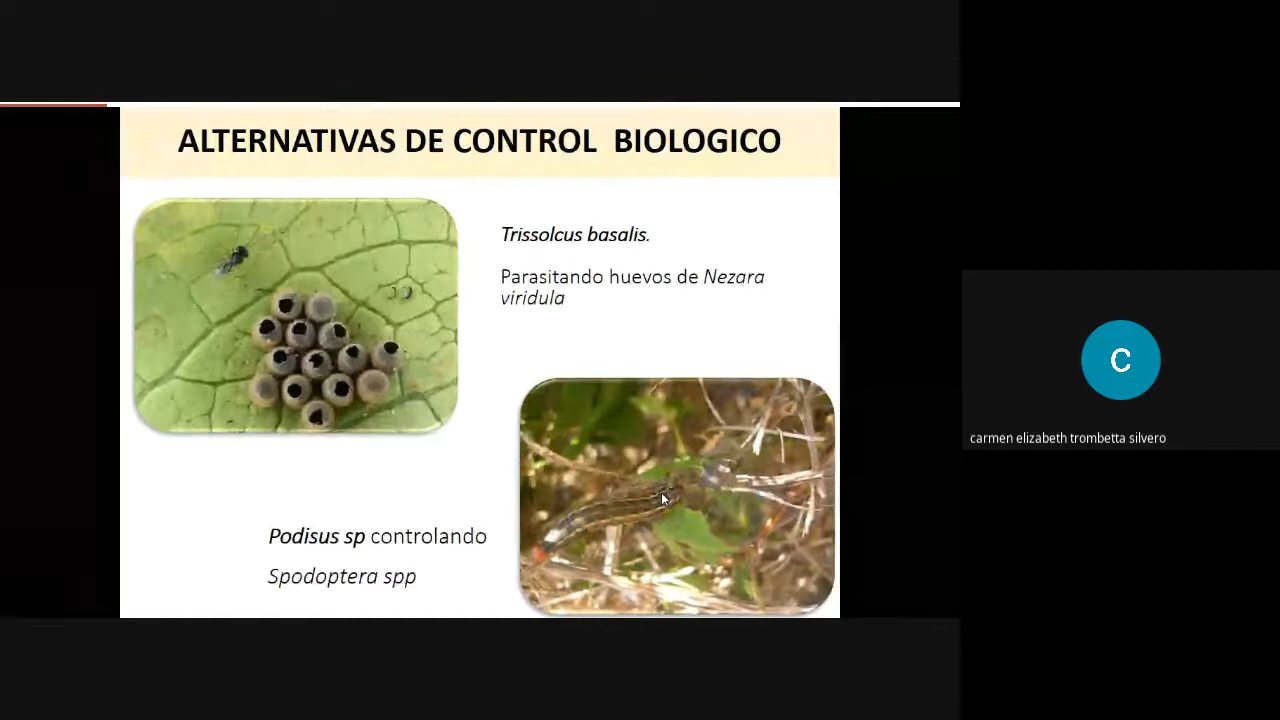 ALTERNATIVAS DE CONTROL BIOLOGICO
Trissolcus basalis.
Parasitando huevos de Nezara
viridula
Podisus sp controlando
Spodoptera spp
C
carmen elizabeth trombetta silvero